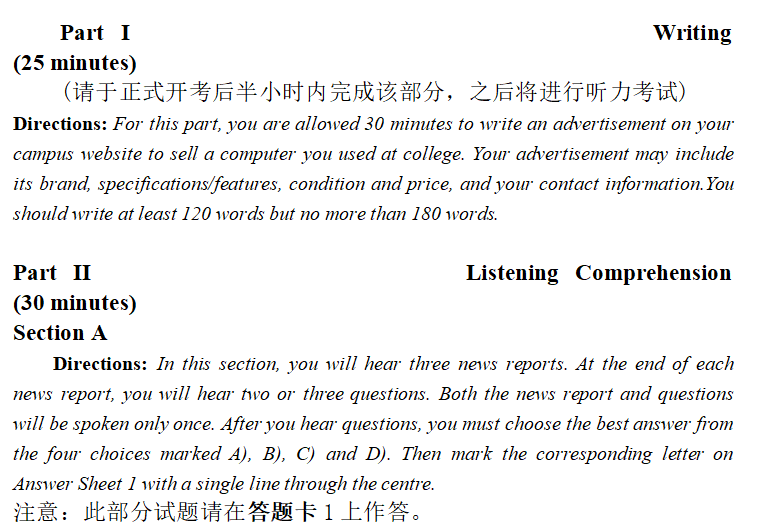 Part I Writing
(25 minutes)
(请于正式开考后半小时内完成该部分，之后将进行听力考试)
Directions: For this part, you are allowed 30 minutes to write an advertisement on your
campus website to sell a computer you used at college. Your advertisement may include
its brand, specifications/features, condition and price, and your contact information.You
should write at least 120 words but no more than 180 words.
Part II Listening Comprehension
(30 minutes)
Section A
Directions: In this section, you will hear three news reports. At the end of each
news report, you will hear two or three questions. Both the news report and questions
will be spoken only once. After you hear questions, you must choose the best answer from
the four choices marked A), B), C) and D). Then mark the corresponding letter on
Answer Sheet 1 with a single line through the centre.
注意：此部分试题请在答题卡 1 上作答。